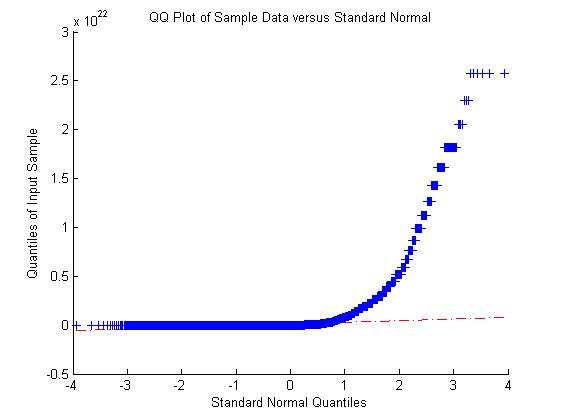 x 10^22
QQ Plot of Sample Data versus Standard Normal
3
2.5
2
1.5
1
0.5
0
-0.5
Quantiles of Input Sample
-4 -3 -2 -1 0 1 2 3 4
Standard Normal Quantiles